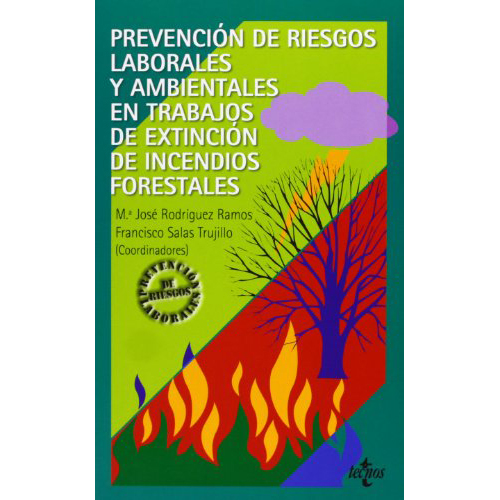 PREVENCIÓN DE RIESGOS
LABORALES
Y AMBIENTALES
EN TRABAJOS
DE EXTINCIÓN
DE INCENDIOS
FORESTALES
M.ª José Rodriguez Ramos
Francisco Salas Trujillo
(Coordinadores)
PREVENCIÓN
DE
RIESGOS
LABORALES
tecnos